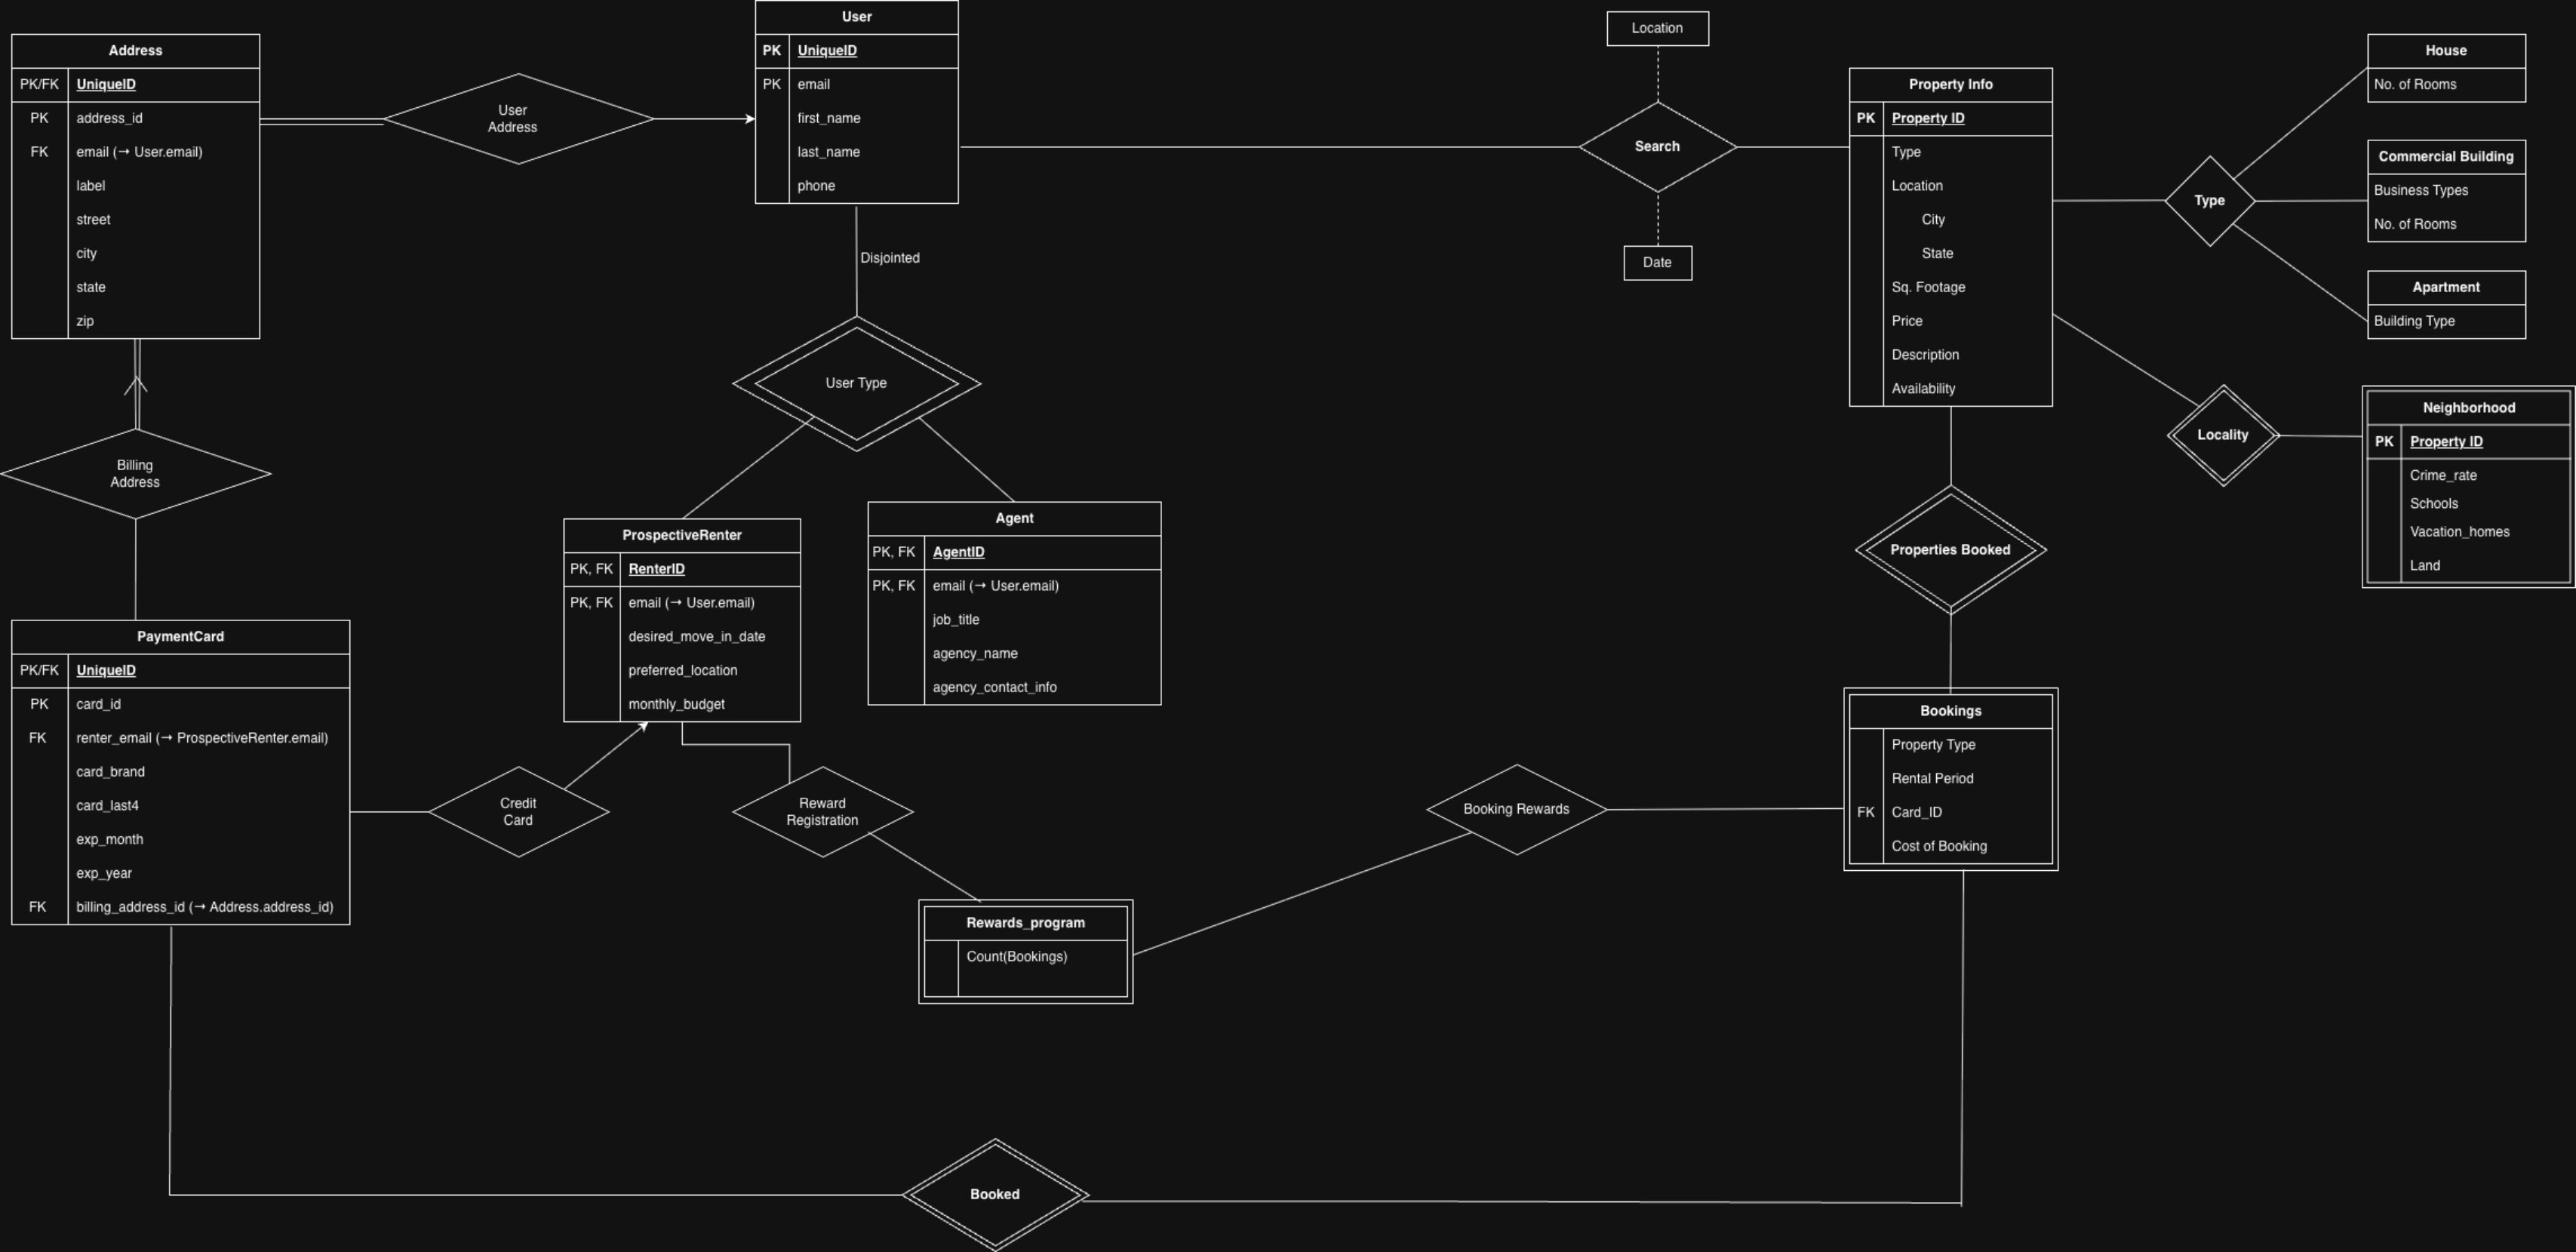 Address
PK/FK UniqueID
PK address_id
FK email (→ User.email)
label
street
city
state
zip
User
Address
User
PK UniqueID
PK email
first_name
last_name
phone
Disjointed
User Type
Location
Search
Date
Property Info
PK Property ID
Type
Location
City
State
Sq. Footage
Price
Description
Availability
Type
House
No. of Rooms
Commercial Building
Business Types
No. of Rooms
Apartment
Building Type
Locality
Neighborhood
PK Property ID
Crime_rate
Schools
Vacation_homes
Land
Billing
Address
ProspectiveRenter
PK, FK RenterID
PK, FK email (→ User.email)
desired_move_in_date
preferred_location
monthly_budget
Agent
PK, FK AgentID
PK, FK email (→ User.email)
job_title
agency_name
agency_contact_info
Properties Booked
PaymentCard
PK/FK UniqueID
PK card_id
FK renter_email (→ ProspectiveRenter.email)
card_brand
card_last4
exp_month
exp_year
FK billing_address_id (→ Address.address_id)
Credit
Card
Reward
Registration
Booking Rewards
Bookings
Property Type
Rental Period
FK Card_ID
Cost of Booking
Rewards_program
Count(Bookings)
Booked